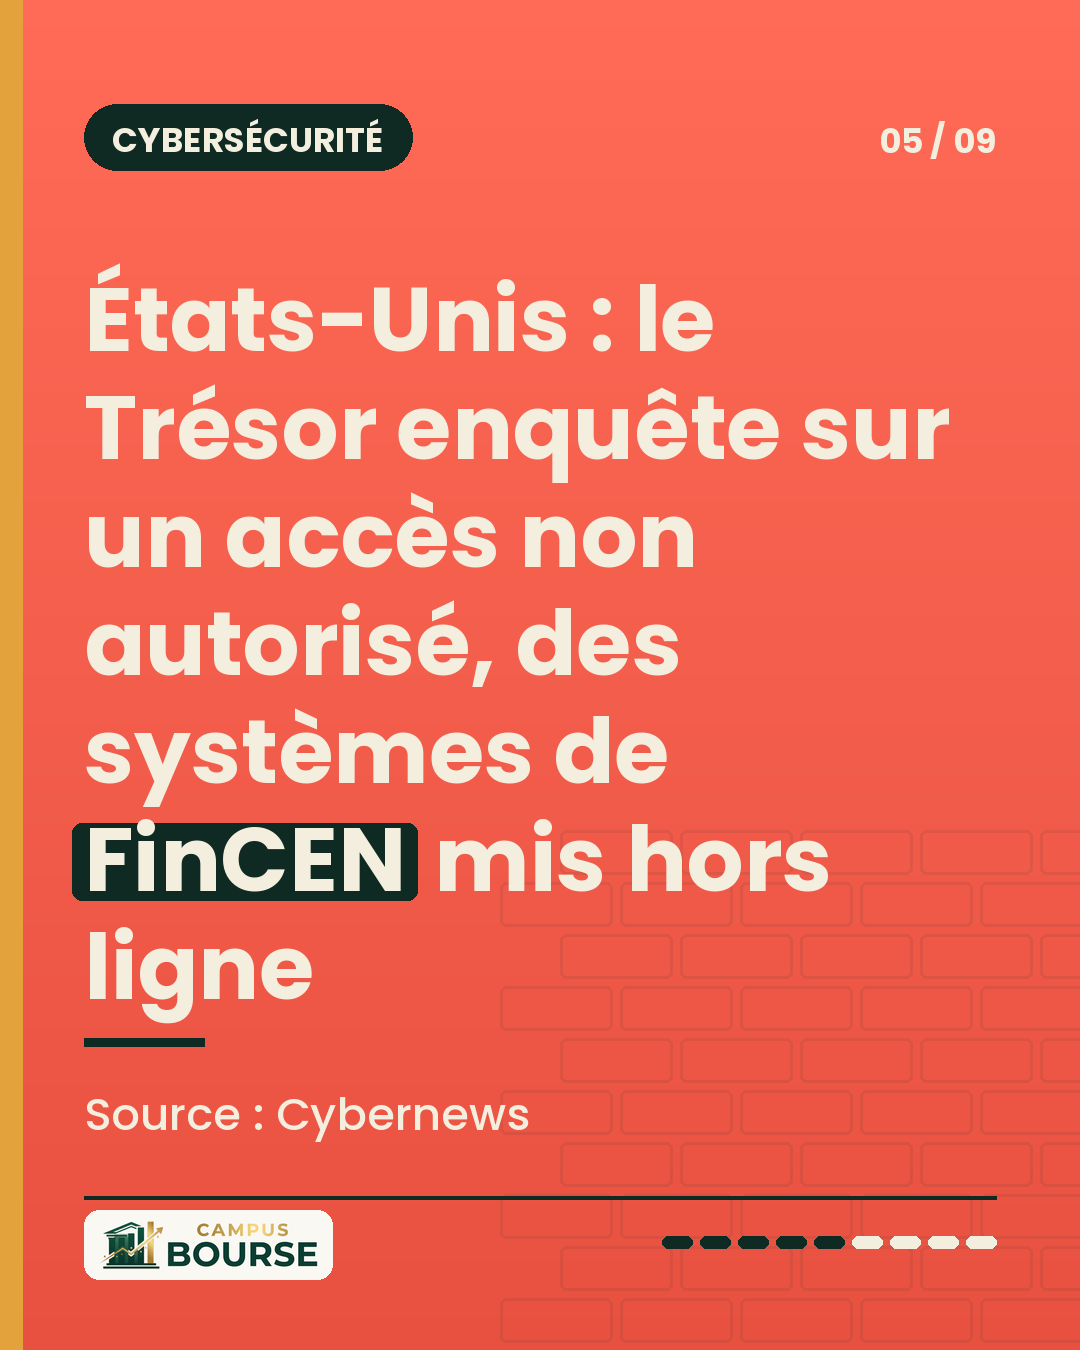 CYBERSÉCURITÉ
05 / 09
États-Unis : le
Trésor enquête sur
un accès non
autorisé, des
systèmes de
FinCEN mis hors
ligne
Source : Cybernews
CAMPUS
BOURSE